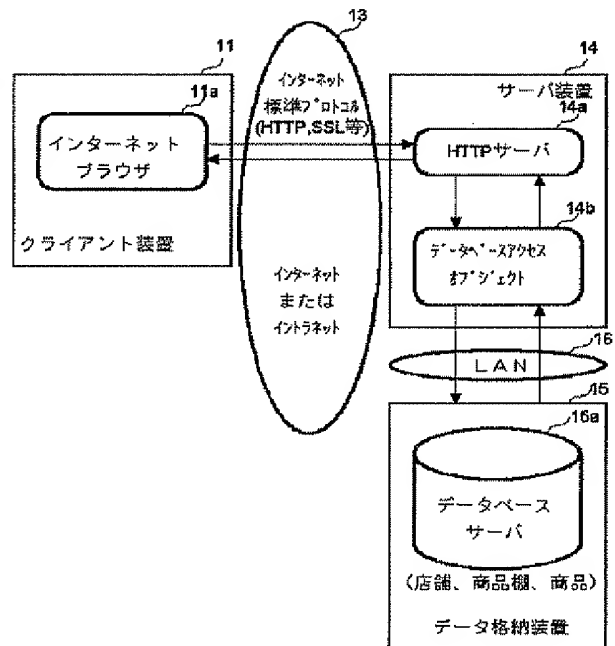 11
11a
インターネット
ブラウザ
クライアント装置
13
インターネット
標準プロトコル
(HTTP,SSL等)
インターネット
または
イントラネット
14
サーバ装置
14a
HTTPサーバ
14b
データベースアクセス
オブジェクト
16
LAN
15
15a
データベース
サーバ
(店舗、商品棚、商品)
データ格納装置